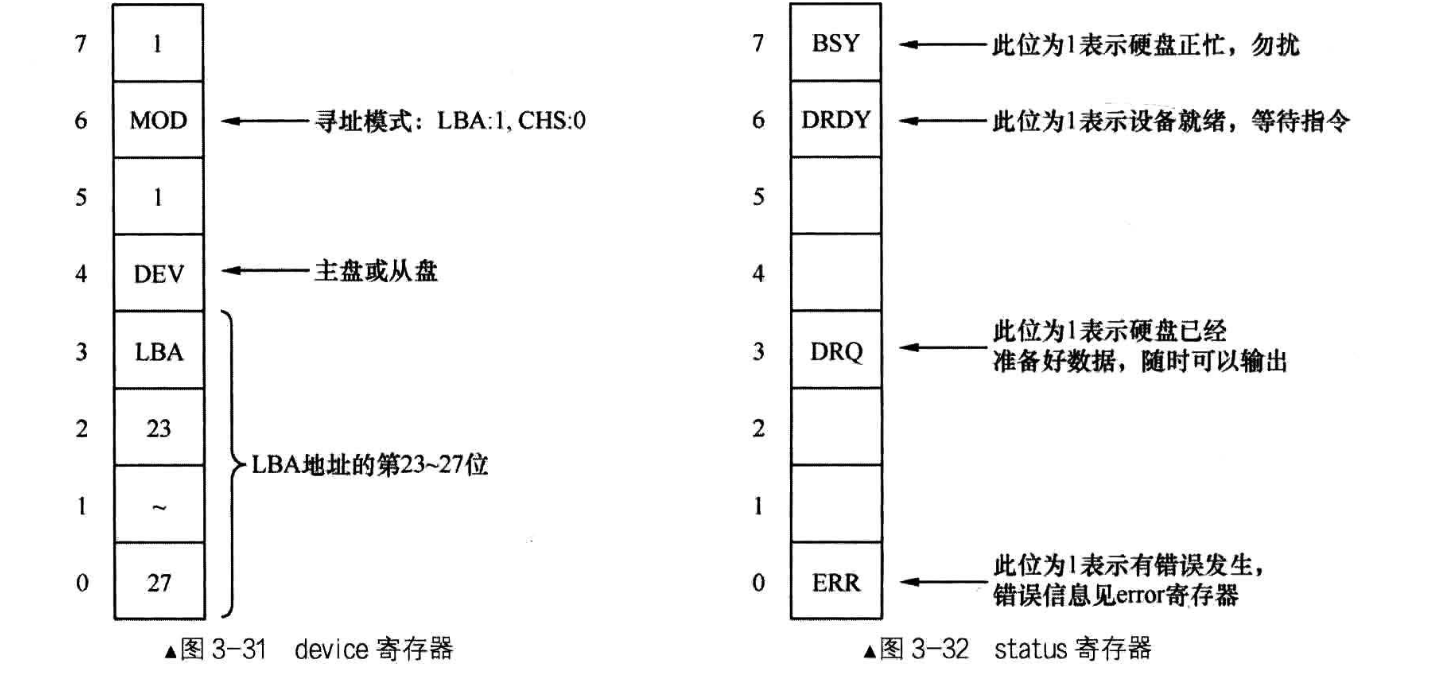 7 1
6 MOD 寻址模式：LBA:1, CHS:0
5 1
4 DEV 主盘或从盘
3 LBA
2 23
LBA地址的第23~27位
1 ~
0 27
▲图 3-31 device 寄存器
7 BSY 此位为1表示硬盘正忙，勿扰
6 DRDY 此位为1表示设备就绪，等待指令
5
4
3 DRQ 此位为1表示硬盘已经
准备好数据，随时可以输出
2
1
0 ERR 此位为1表示有错误发生，
错误信息见error寄存器
▲图 3-32 status 寄存器